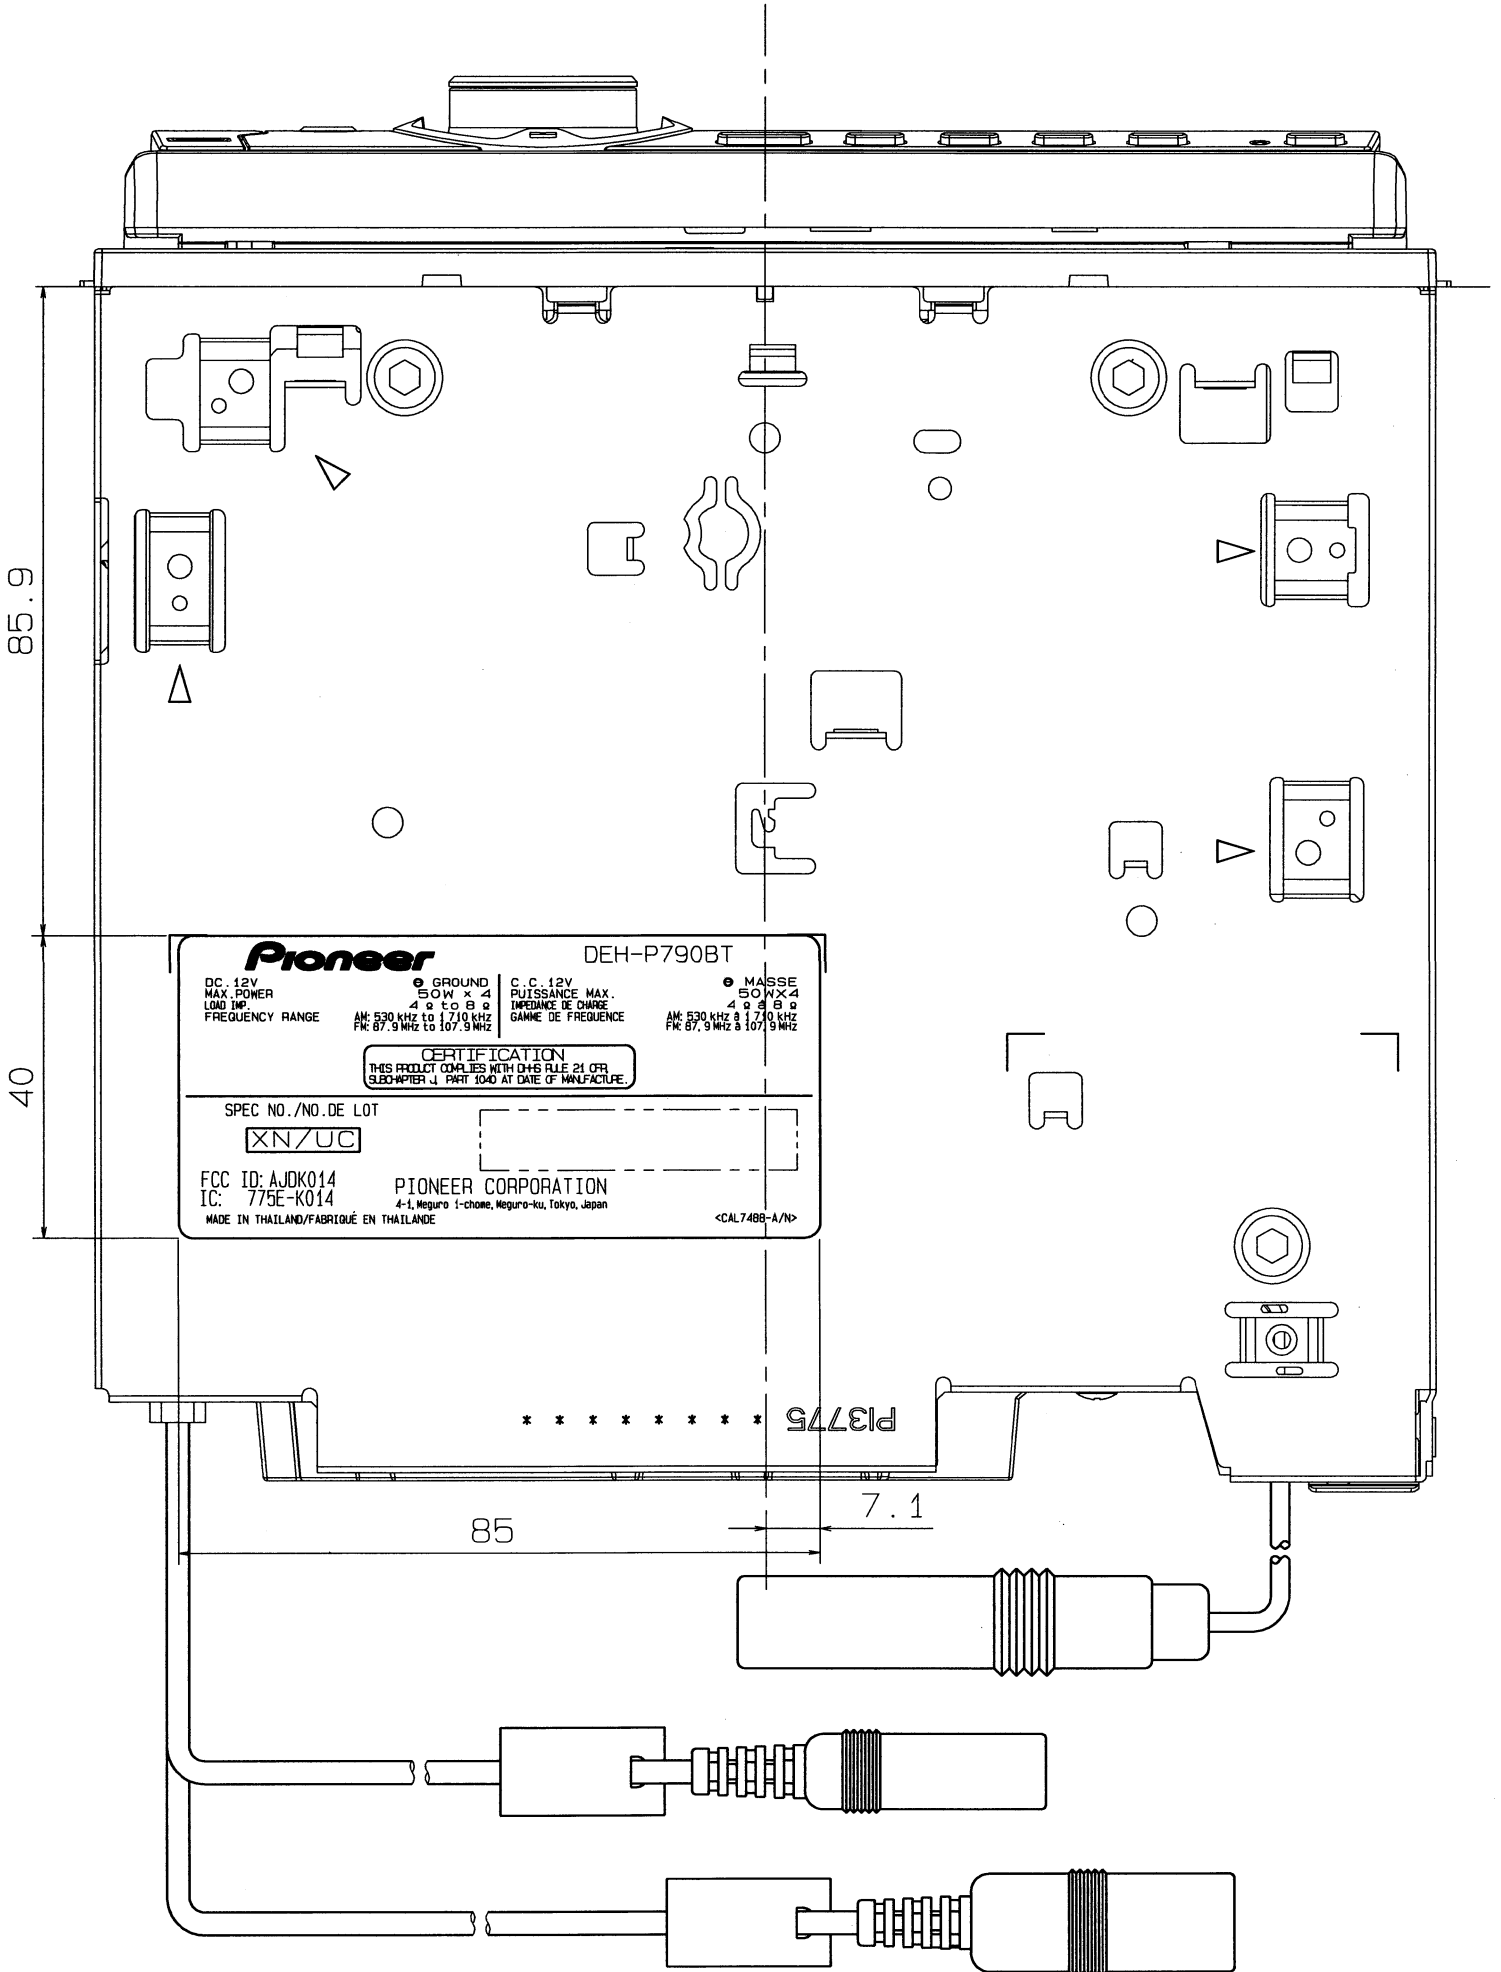 85.9
40
Pioneer DEH-P790BT
DC.12V ⊖ GROUND
MAX.POWER 50W × 4
LOAD IMP. 4 Ω to 8 Ω
FREQUENCY RANGE AM: 530 kHz to 1 710 kHz
FM: 87.9 MHz to 107.9 MHz
C.C.12V ⊖ MASSE
PUISSANCE MAX. 50WX4
IMPEDANCE DE CHARGE 4 Ω à 8 Ω
GAMME DE FREQUENCE AM: 530 kHz à 1 710 kHz
FM: 87, 9 MHz à 107, 9 MHz
CERTIFICATION
THIS PRODUCT COMPLIES WITH DHHS RULE 21 CFR,
SUBCHAPTER J, PART 1040 AT DATE OF MANUFACTURE.
SPEC NO./NO.DE LOT
XN/UC
FCC ID: AJDK014
IC: 775E-K014
PIONEER CORPORATION
4-1, Meguro 1-chome, Meguro-ku, Tokyo, Japan
MADE IN THAILAND/FABRIQUÉ EN THAILANDE
<CAL7488-A/N>
* * * * * * * * PI3775
7.1
85